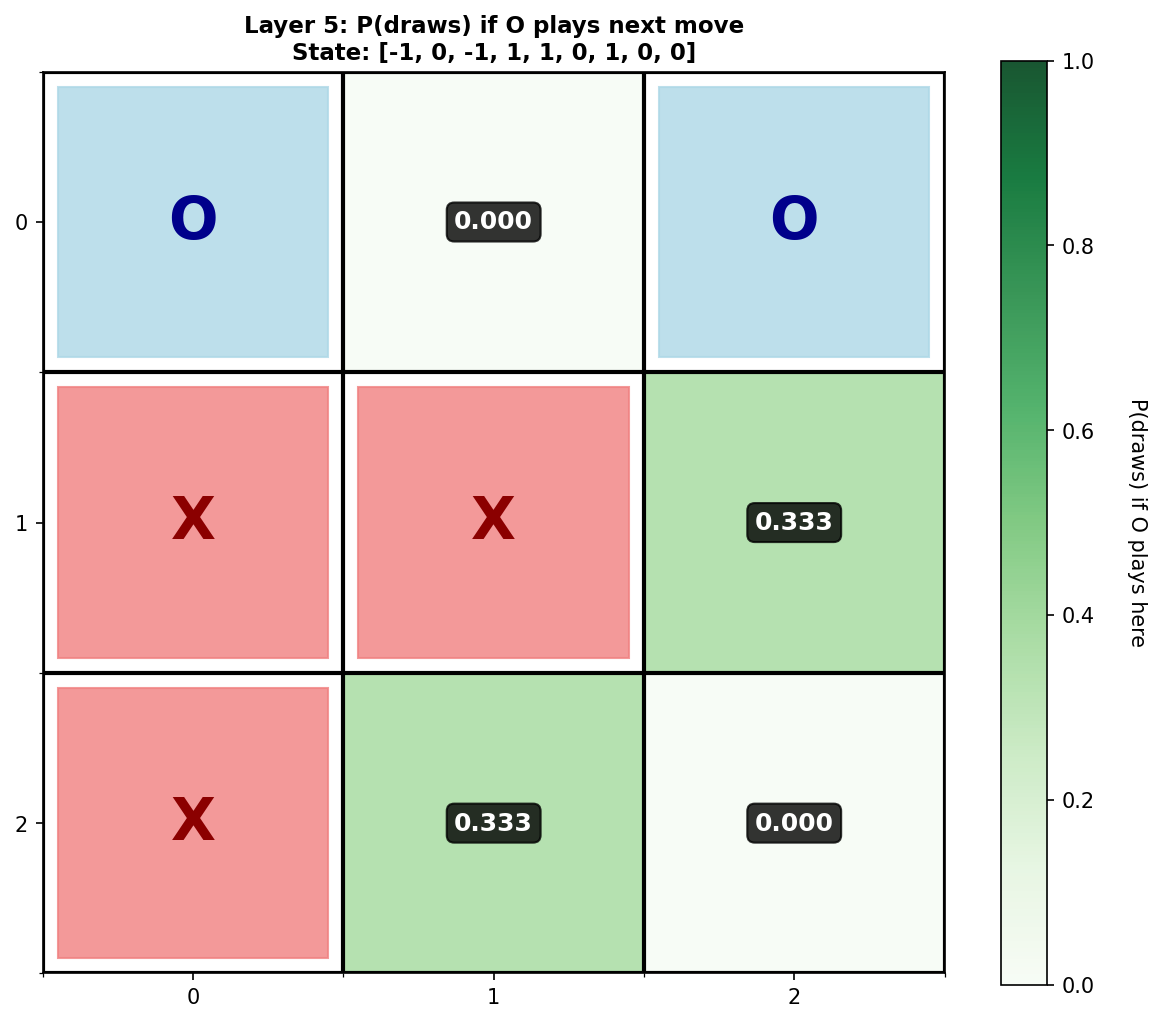 Layer 5: P(draws) if O plays next move
State: [-1, 0, -1, 1, 1, 0, 1, 0, 0]
0
O
0.000
O
1
X
X
0.333
2
X
0.333
0.000
0
1
2
1.0
0.8
0.6
0.4
0.2
0.0
P(draws) if O plays here